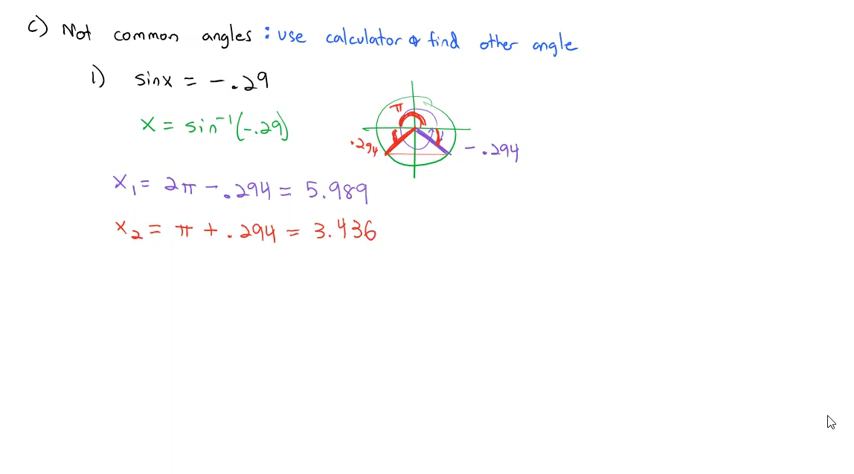 c) Not common angles : use calculator & find other angle
1) sinx = -.29
x = sin⁻¹(-.29)
π
.294
-.294
x₁ = 2π - .294 = 5.989
x₂ = π + .294 = 3.436